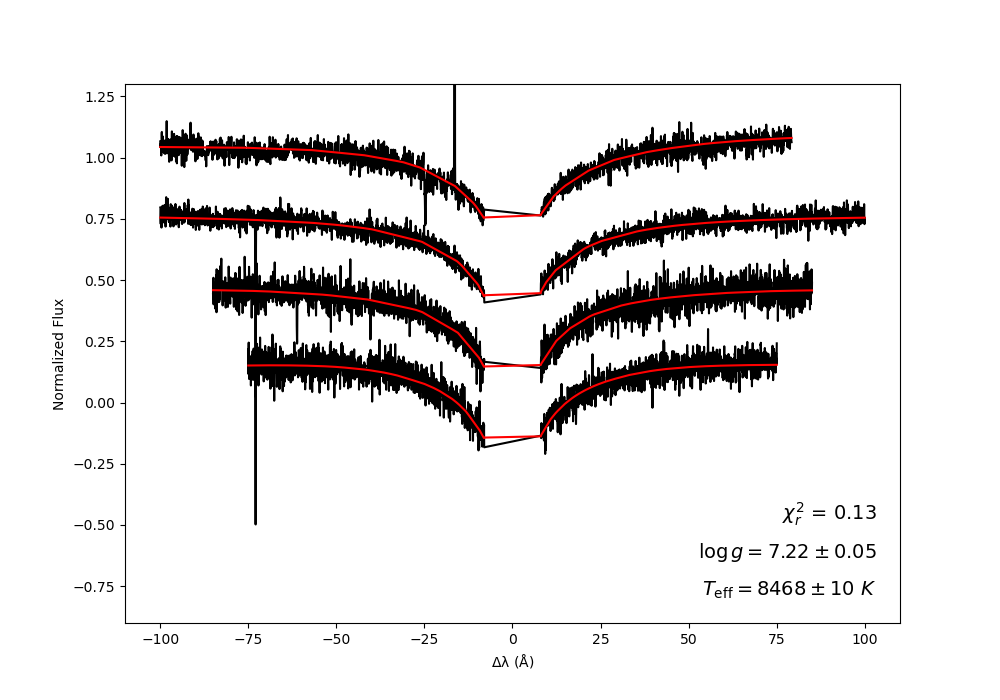 Normalized Flux
1.25
1.00
0.75
0.50
0.25
0.00
−0.25
−0.50
−0.75
χ²ᵣ = 0.13
log g = 7.22 ± 0.05
T_eff = 8468 ± 10 K
−100 −75 −50 −25 0 25 50 75 100
Δλ (Å)